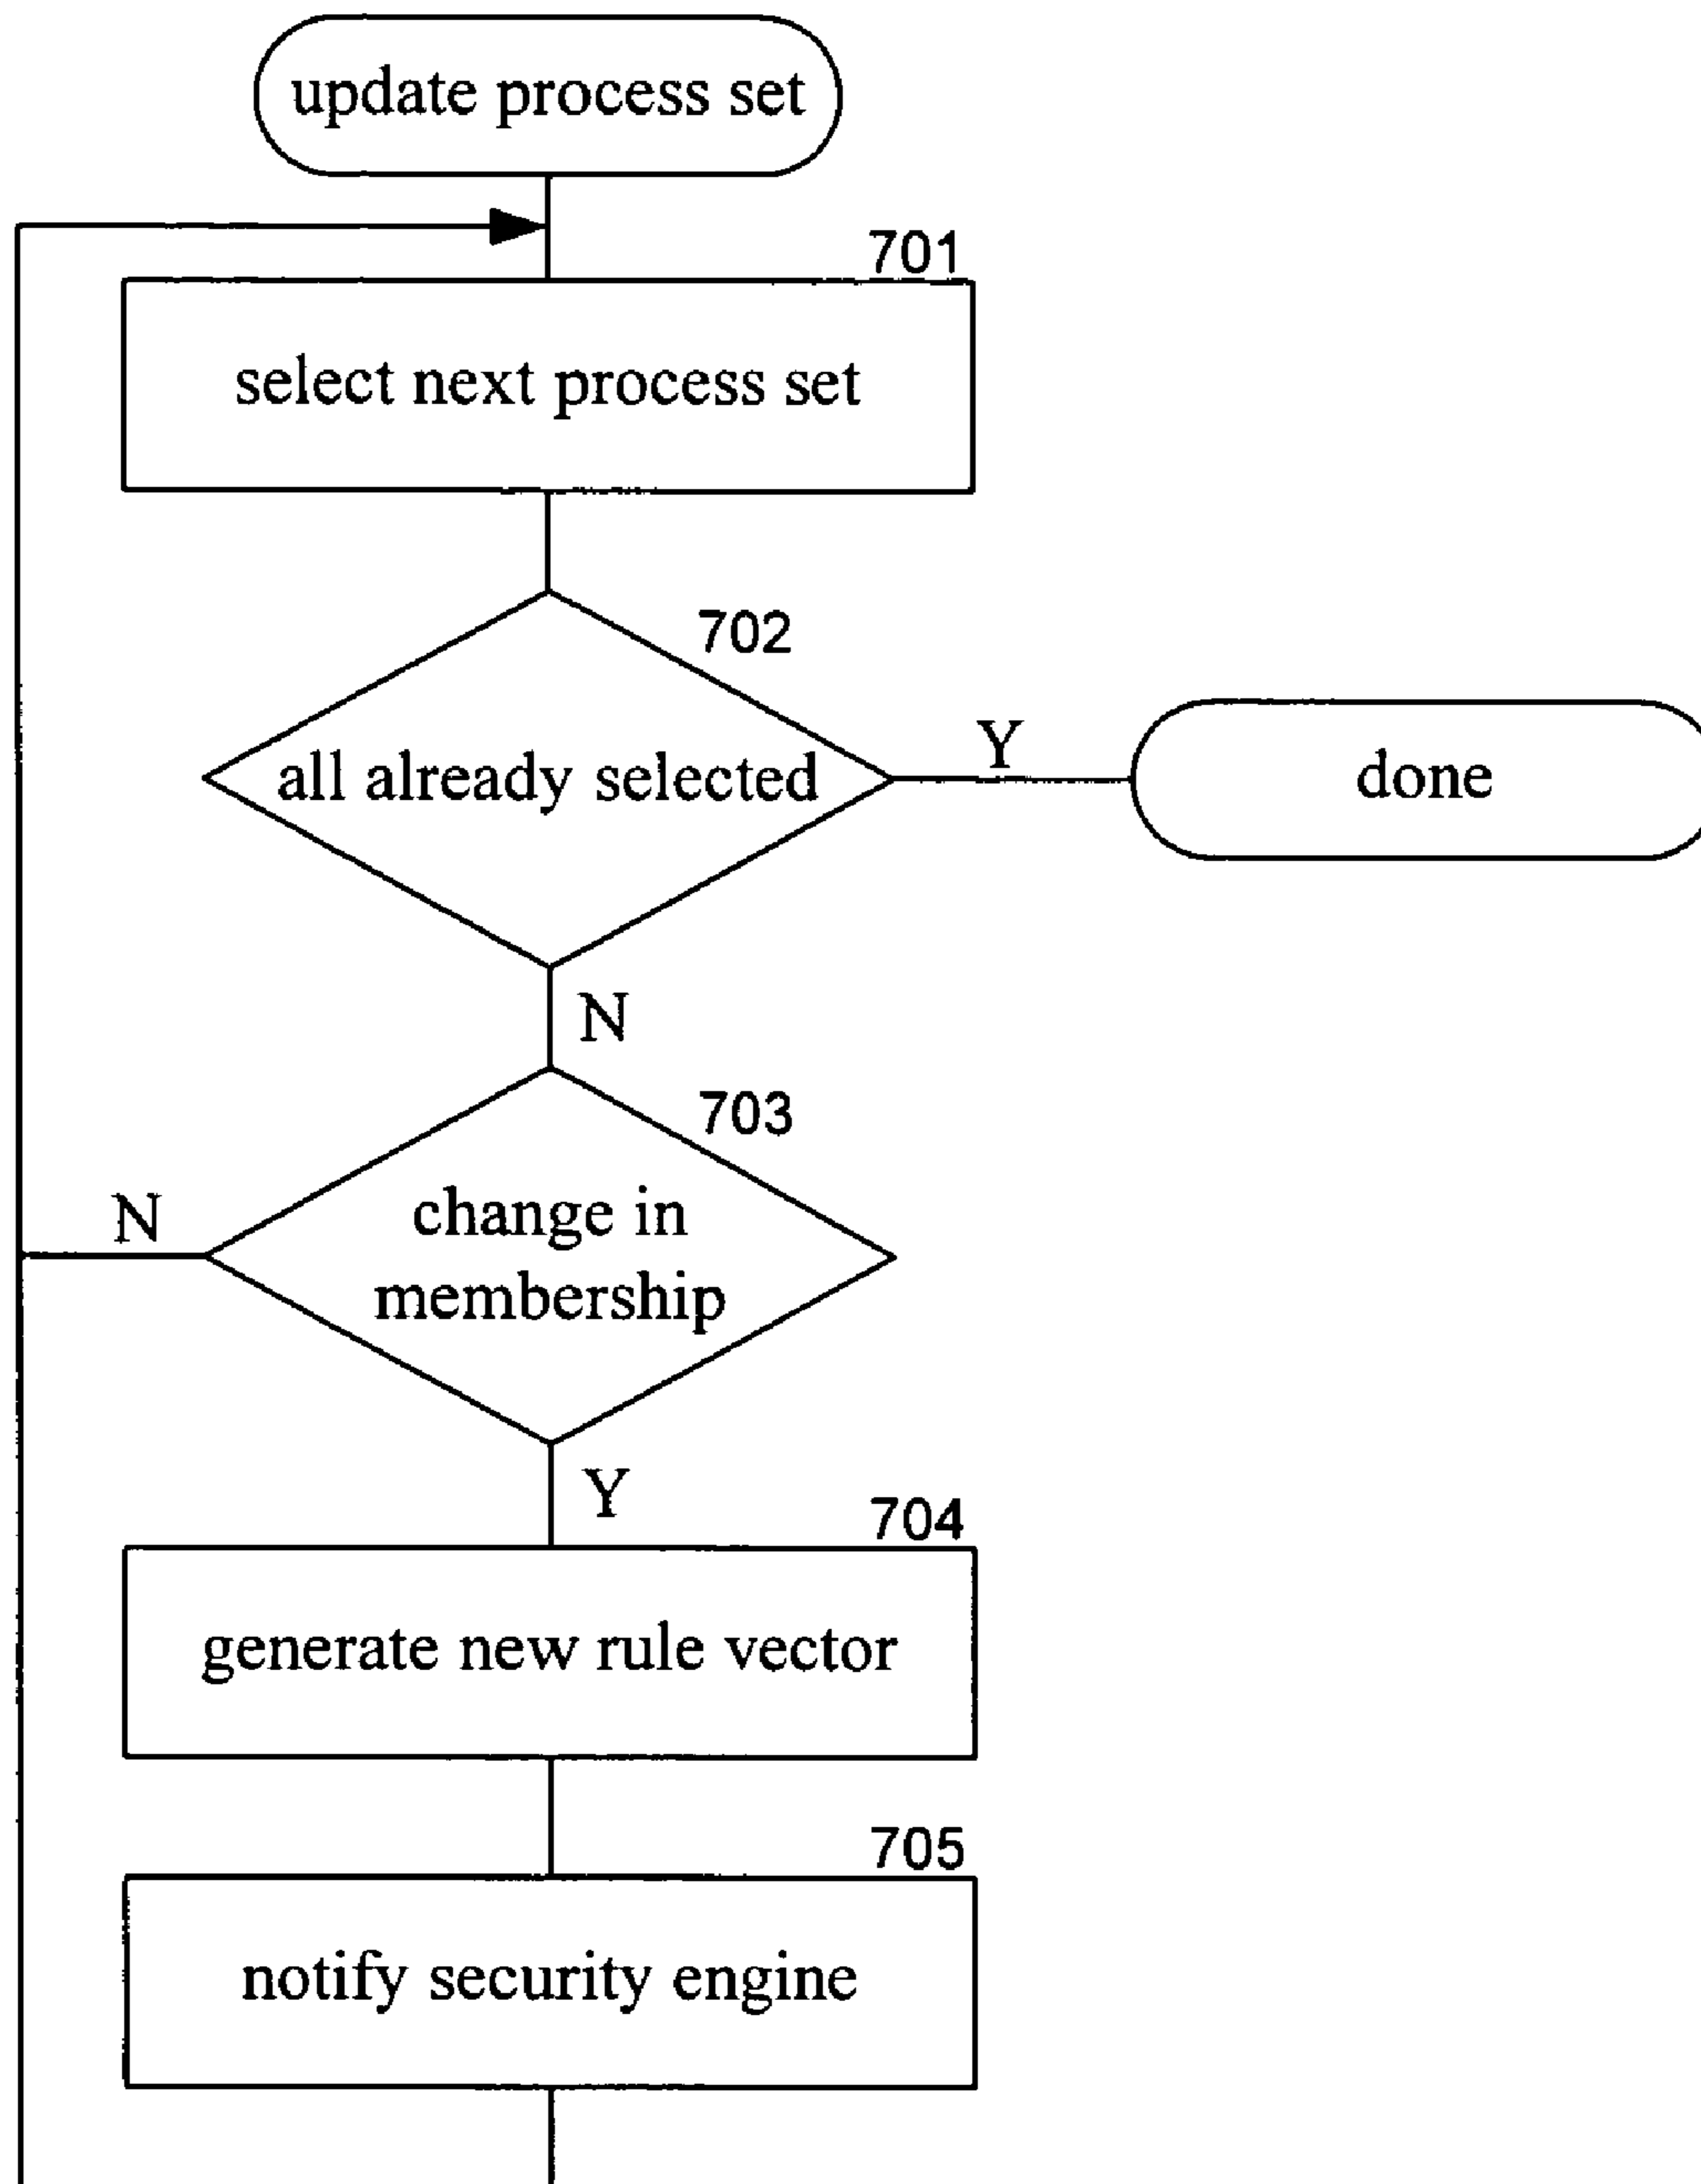 update process set
701
select next process set
702
all already selected
Y
done
N
703
change in
membership
N
Y
704
generate new rule vector
705
notify security engine